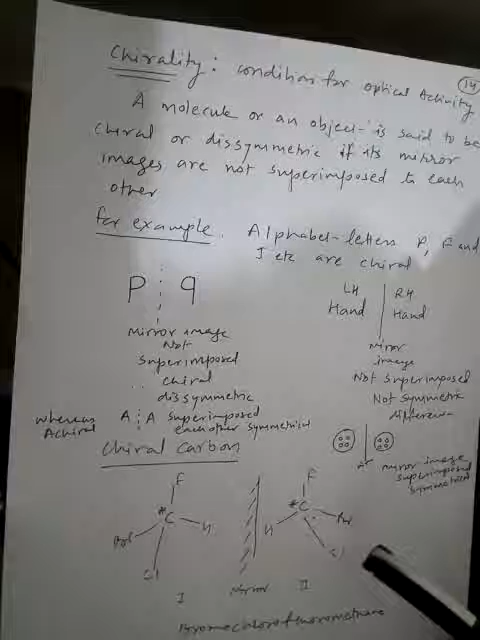 14
Chirality: condition for optical Activity
A molecule or an object is said to be
chiral or dissymmetric if its mirror
images are not superimposed to each
other
for example. Alphabet letters P, F and
J etc are chiral
P q
mirror image
Not
superimposed
∴ chiral
dissymmetric
LH RH
Hand Hand
mirror
image
Not superimposed
Not symmetric
different
whereas A A superimposed
Achiral each other symmetrical
mirror image
superimposed
symmetrical
Chiral carbon
F F
*C *C
Br H H Br
Cl Cl
I mirror II
Bromochlorofluoromethane